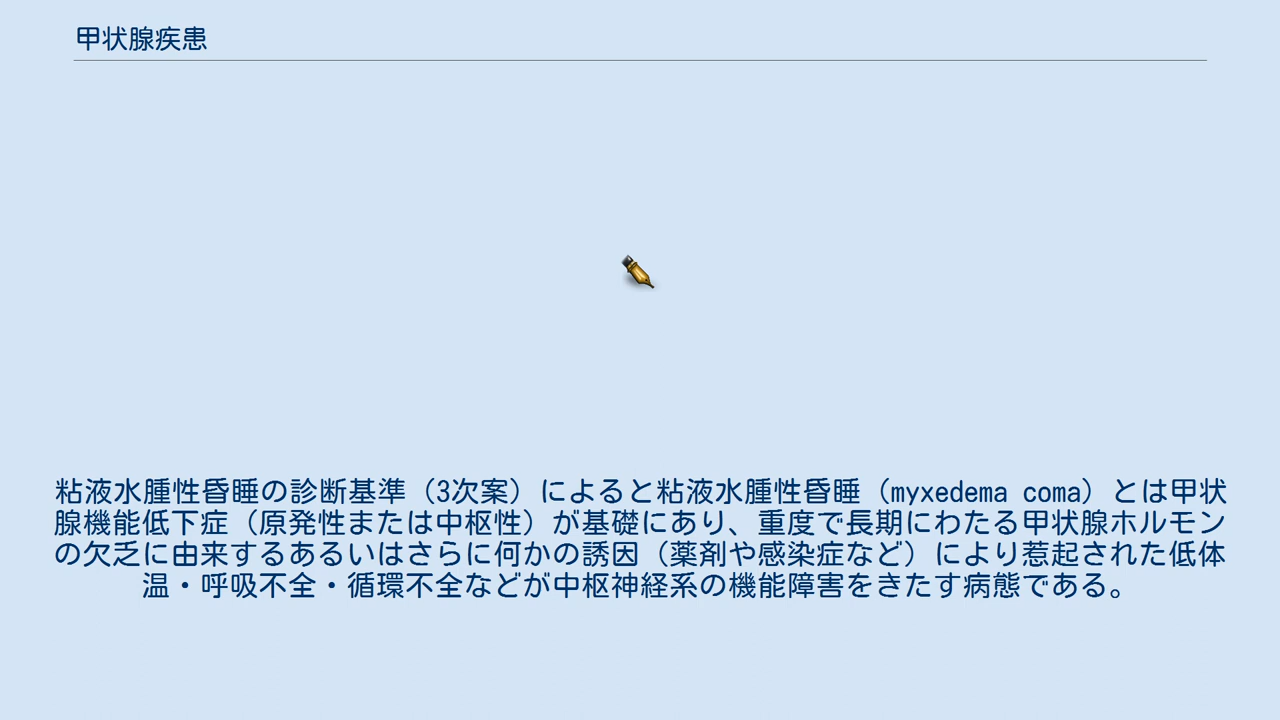 甲状腺疾患
粘液水腫性昏睡の診断基準（3次案）によると粘液水腫性昏睡（myxedema coma）とは甲状
腺機能低下症（原発性または中枢性）が基礎にあり、重度で長期にわたる甲状腺ホルモン
の欠乏に由来するあるいはさらに何かの誘因（薬剤や感染症など）により惹起された低体
温・呼吸不全・循環不全などが中枢神経系の機能障害をきたす病態である。